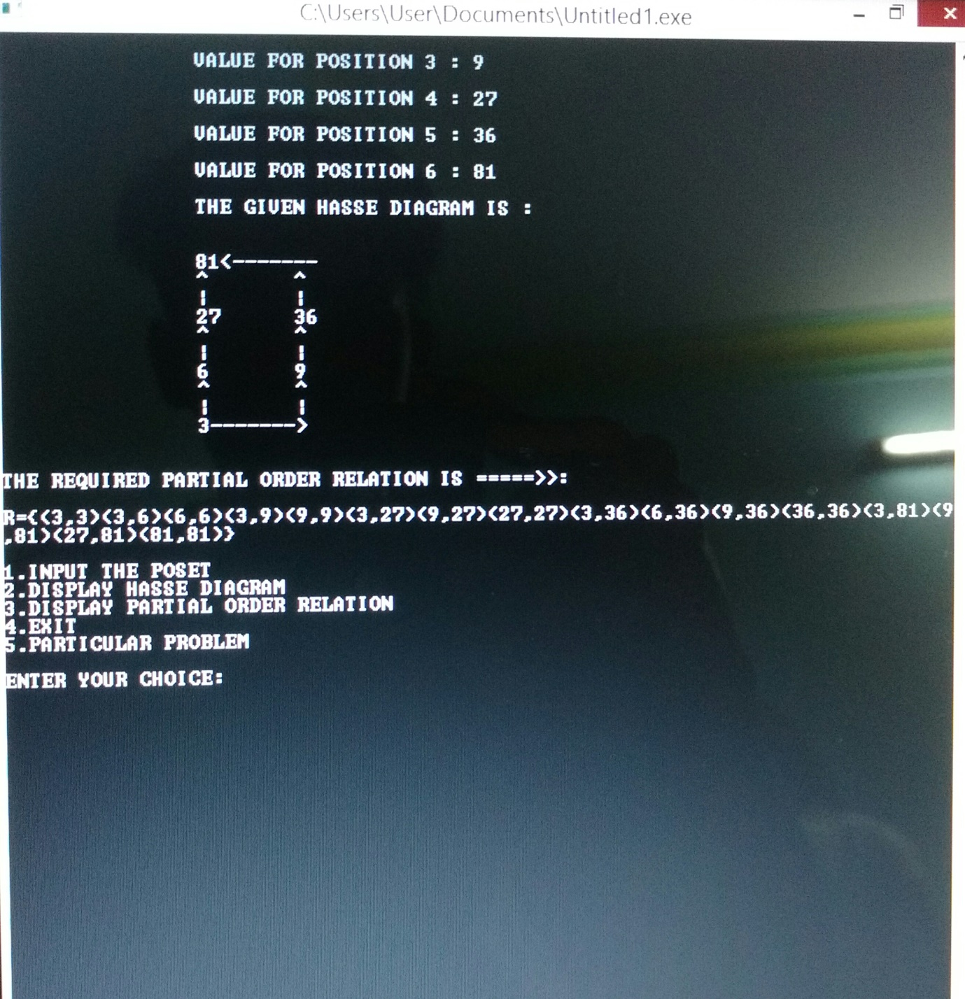 C:\Users\User\Documents\Untitled1.exe
VALUE FOR POSITION 3 : 9
VALUE FOR POSITION 4 : 27
VALUE FOR POSITION 5 : 36
VALUE FOR POSITION 6 : 81
THE GIVEN HASSE DIAGRAM IS :
81<-------
^ ^
| |
27 36
^ ^
| |
6 9
^ ^
| |
3------->
THE REQUIRED PARTIAL ORDER RELATION IS =====>>:
R={(3,3)(3,6)(6,6)(3,9)(9,9)(3,27)(9,27)(27,27)(3,36)(6,36)(9,36)(36,36)(3,81)(9
,81)(27,81)(81,81)}
1.INPUT THE POSET
2.DISPLAY HASSE DIAGRAM
3.DISPLAY PARTIAL ORDER RELATION
4.EXIT
5.PARTICULAR PROBLEM
ENTER YOUR CHOICE: